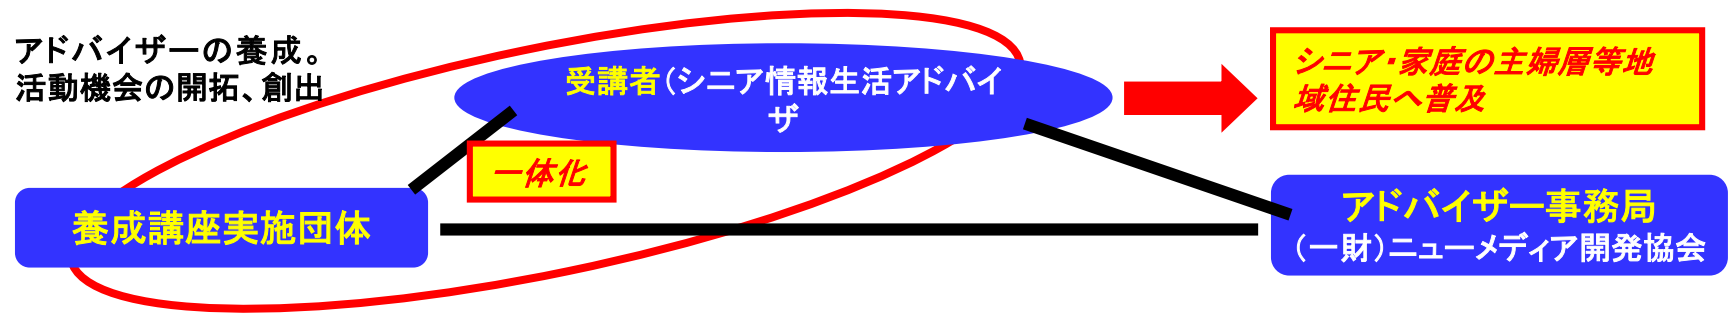 アドバイザーの養成。
活動機会の開拓、創出
受講者（シニア情報生活アドバイ
ザ
シニア・家庭の主婦層等地
域住民へ普及
一体化
養成講座実施団体
アドバイザー事務局
（一財）ニューメディア開発協会